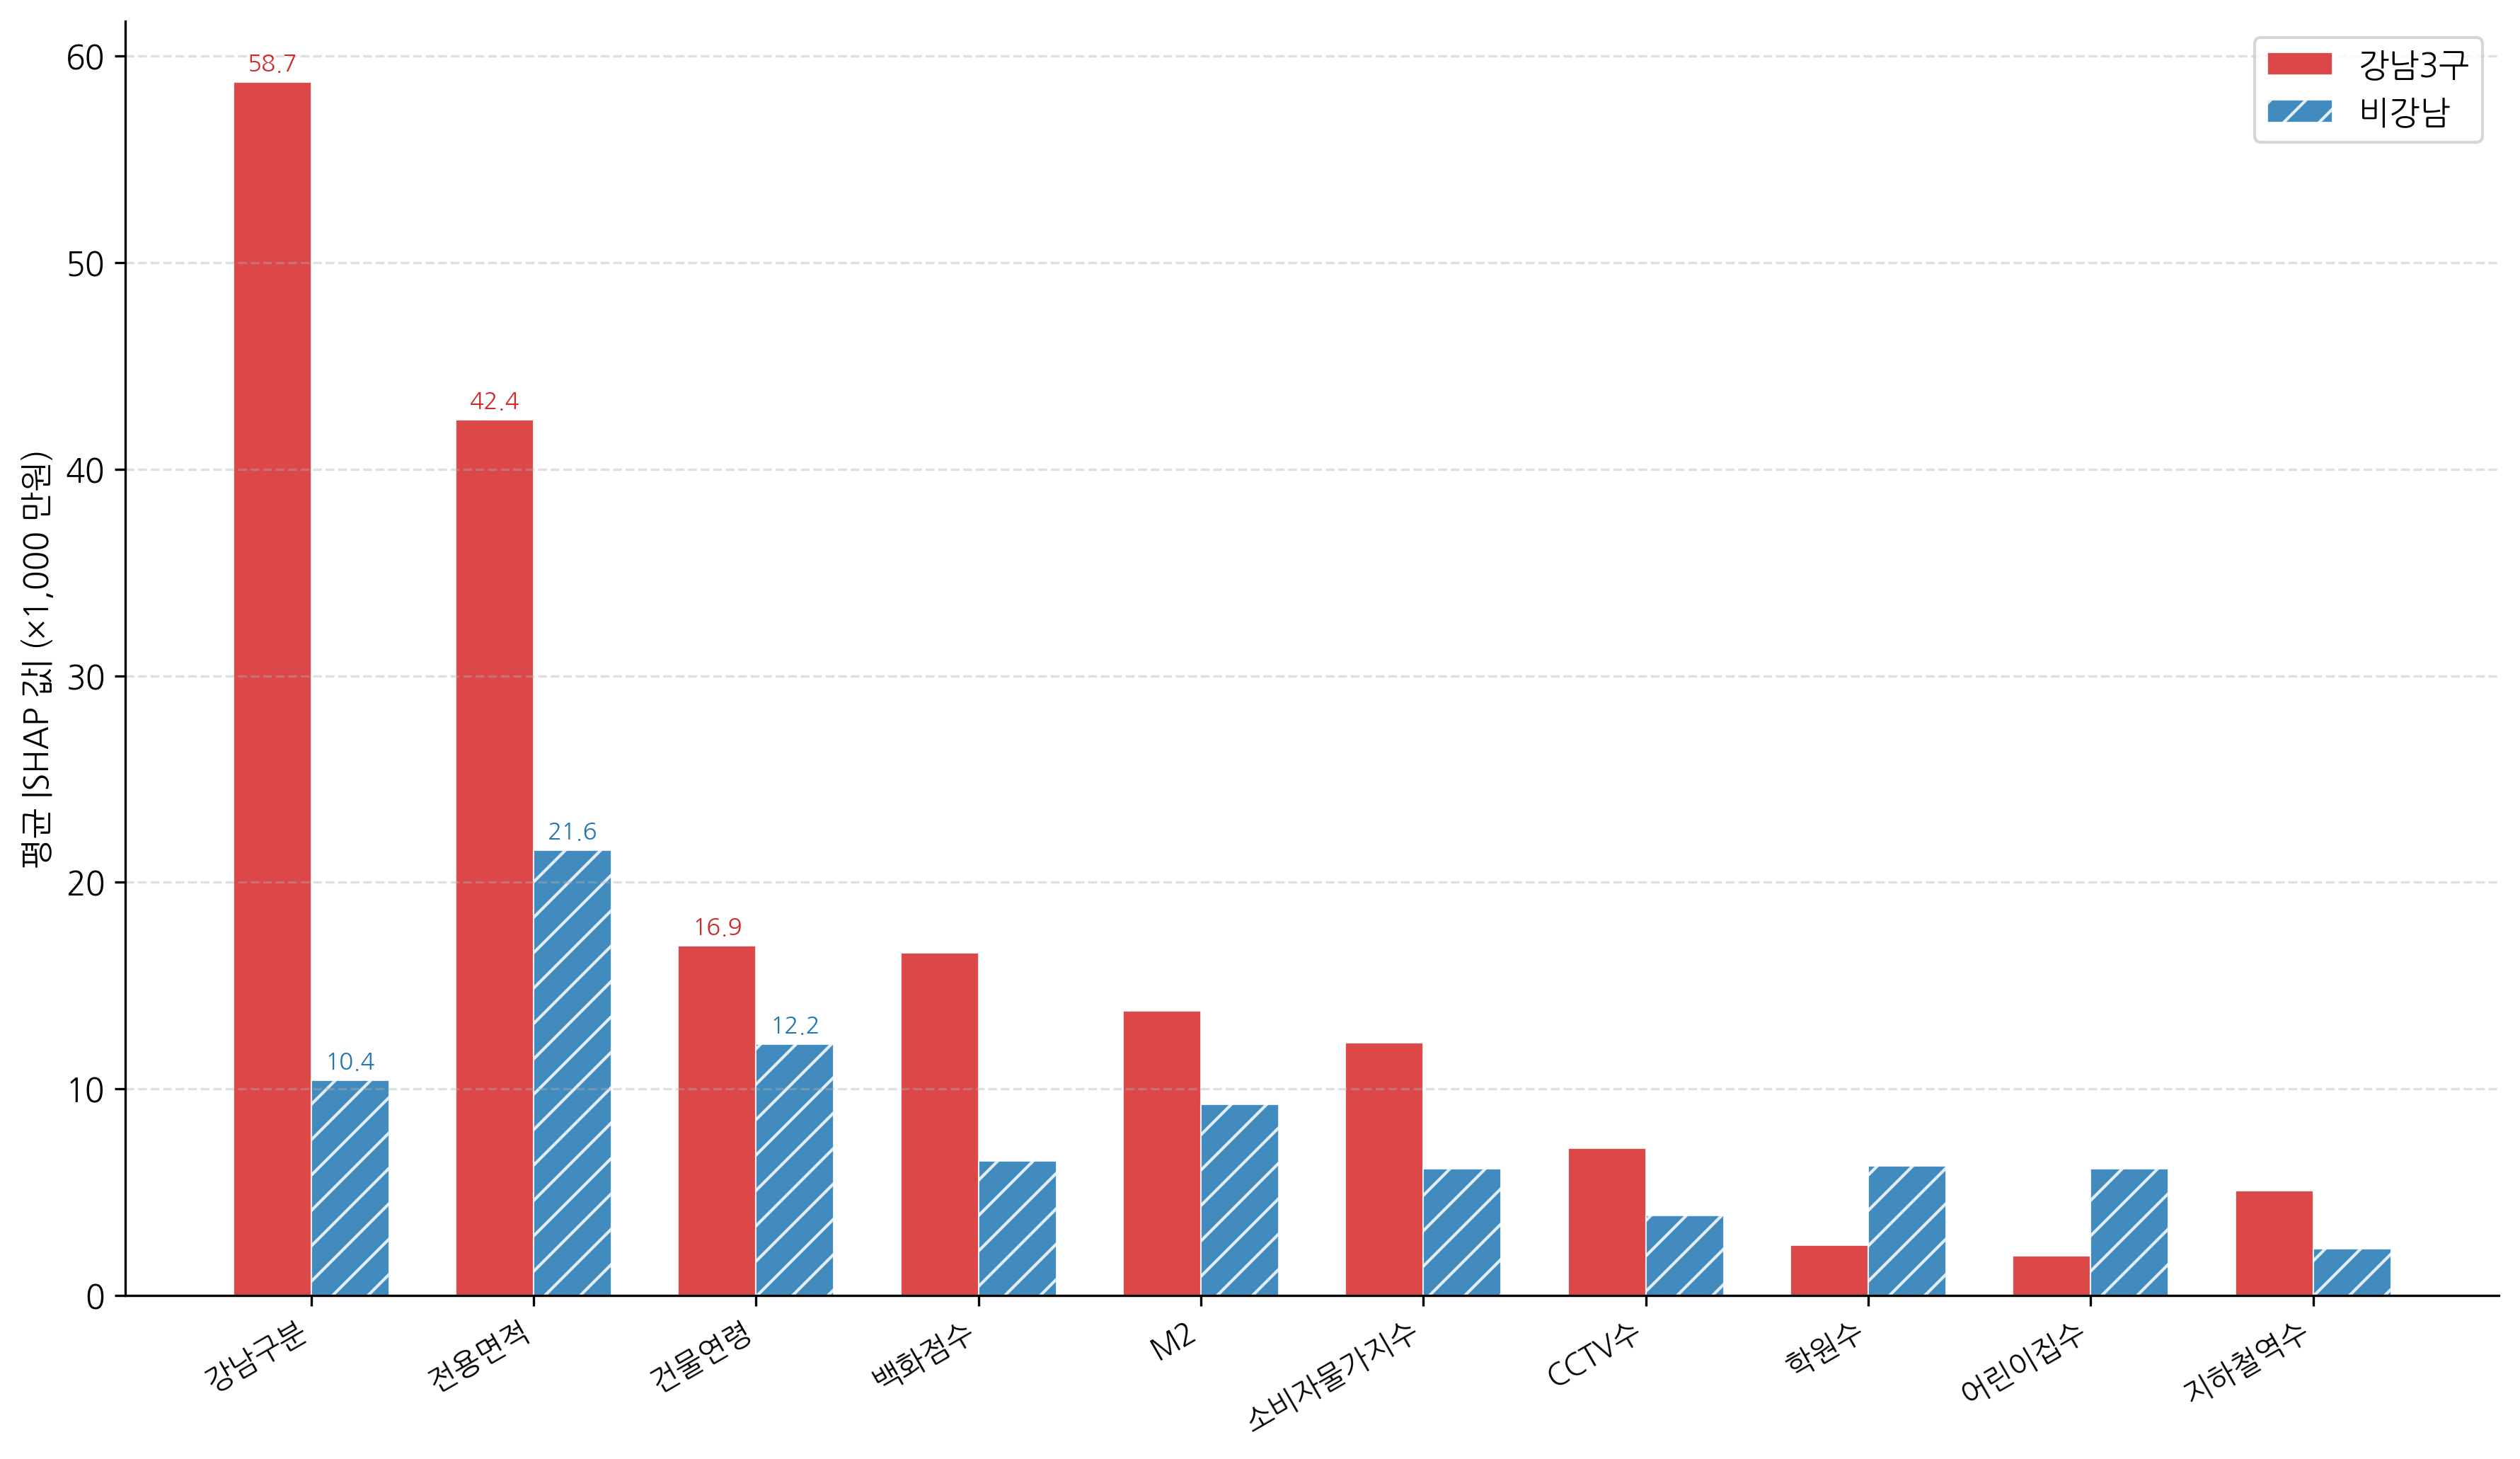 평균 |SHAP 값| (×1,000 만원)
60
50
40
30
20
10
0
58.7
10.4
42.4
21.6
16.9
12.2
강남3구
비강남
강남구분
전용면적
건물연령
백화점수
M2
소비자물가지수
CCTV수
학원수
어린이집수
지하철역수